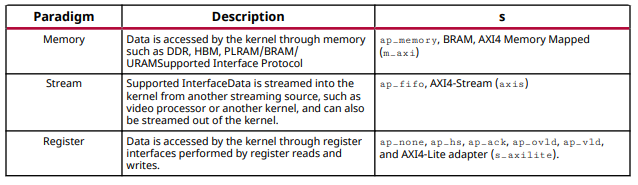 Paradigm Description s
Memory Data is accessed by the kernel through memory ap_memory, BRAM, AXI4 Memory Mapped
such as DDR, HBM, PLRAM/BRAM/ (m_axi)
URAMSupported Interface Protocol
Stream Supported InterfaceData is streamed into the ap_fifo, AXI4-Stream (axis)
kernel from another streaming source, such as
video processor or another kernel, and can also
be streamed out of the kernel.
Register Data is accessed by the kernel through register ap_none, ap_hs, ap_ack, ap_ovld, ap_vld,
interfaces performed by register reads and and AXI4-Lite adapter (s_axilite).
writes.